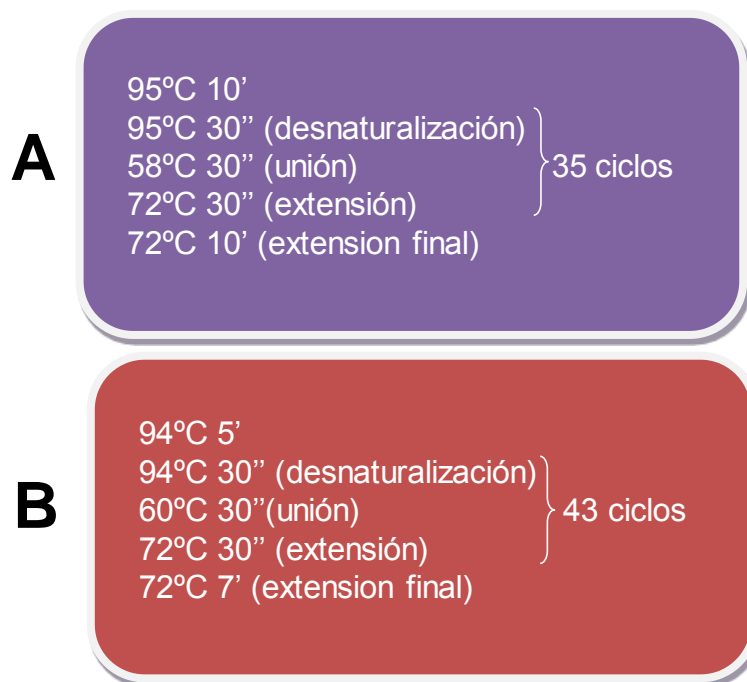 A
95ºC 10’
95ºC 30’’ (desnaturalización)
58ºC 30’’ (unión)
35 ciclos
72ºC 30’’ (extensión)
72ºC 10’ (extension final)
B
94ºC 5’
94ºC 30’’ (desnaturalización)
60ºC 30’’(unión)
43 ciclos
72ºC 30’’ (extensión)
72ºC 7’ (extension final)